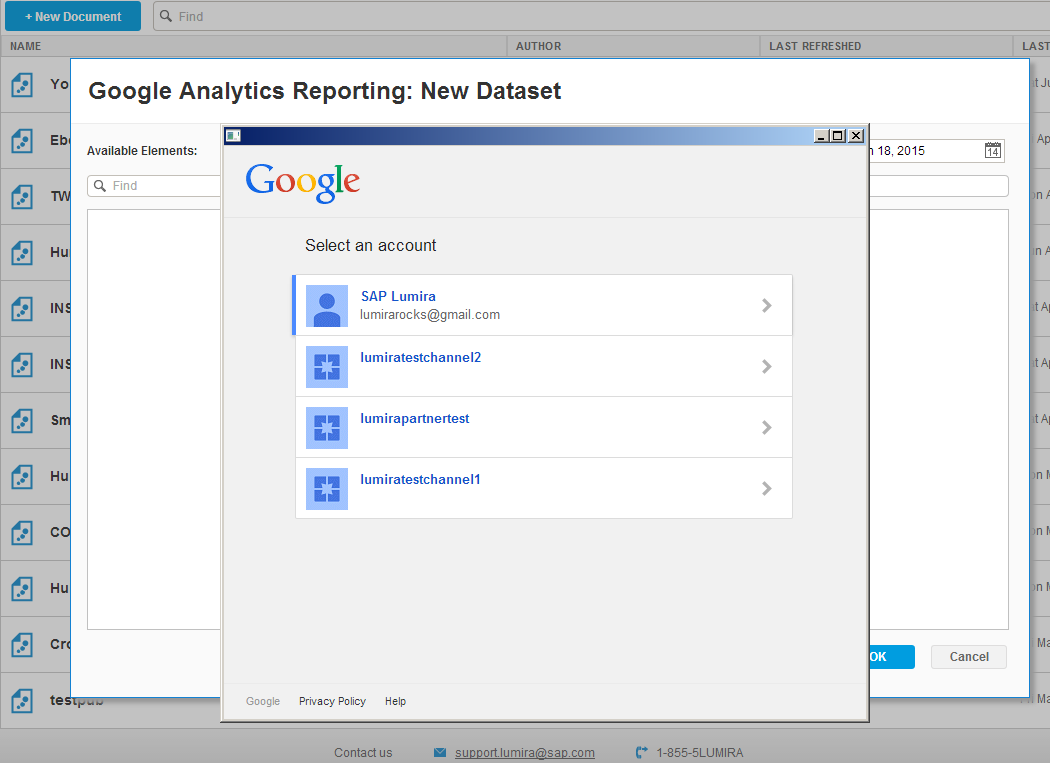 + New Document
Find
NAME
AUTHOR
LAST REFRESHED
LAST
Yo
Google Analytics Reporting: New Dataset
Available Elements:
18, 2015
14
Find
Google
Select an account
SAP Lumira
lumirarocks@gmail.com
lumiratestchannel2
lumirapartnertest
lumiratestchannel1
TW
Hu
INS
INS
Sm
Hu
CO
Hu
OK
Cancel
testpub
Google
Privacy Policy
Help
Contact us
support.lumira@sap.com
1-855-5LUMIRA